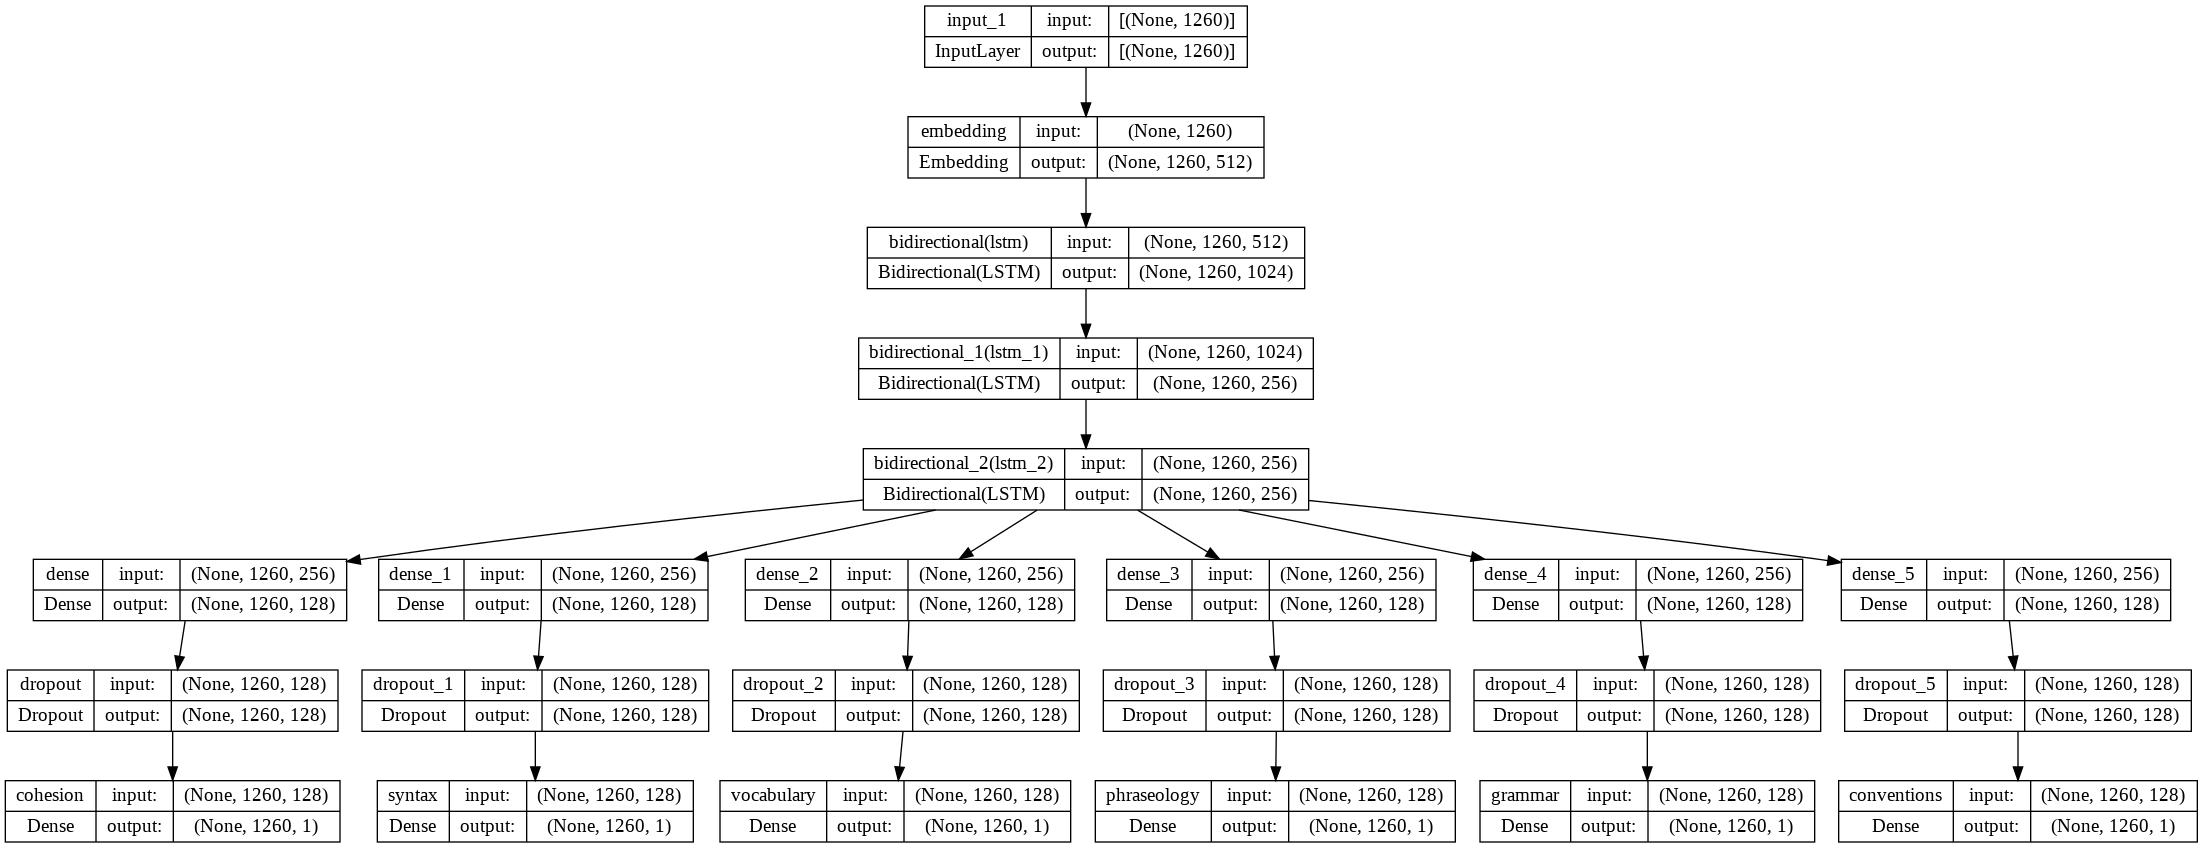 input_1 input: [(None, 1260)]
InputLayer output: [(None, 1260)]
embedding input: (None, 1260)
Embedding output: (None, 1260, 512)
bidirectional(lstm) input: (None, 1260, 512)
Bidirectional(LSTM) output: (None, 1260, 1024)
bidirectional_1(lstm_1) input: (None, 1260, 1024)
Bidirectional(LSTM) output: (None, 1260, 256)
bidirectional_2(lstm_2) input: (None, 1260, 256)
Bidirectional(LSTM) output: (None, 1260, 256)
dense input: (None, 1260, 256) dense_1 input: (None, 1260, 256) dense_2 input: (None, 1260, 256) dense_3 input: (None, 1260, 256) dense_4 input: (None, 1260, 256) dense_5 input: (None, 1260, 256)
Dense output: (None, 1260, 128) Dense output: (None, 1260, 128) Dense output: (None, 1260, 128) Dense output: (None, 1260, 128) Dense output: (None, 1260, 128) Dense output: (None, 1260, 128)
dropout input: (None, 1260, 128) dropout_1 input: (None, 1260, 128) dropout_2 input: (None, 1260, 128) dropout_3 input: (None, 1260, 128) dropout_4 input: (None, 1260, 128) dropout_5 input: (None, 1260, 128)
Dropout output: (None, 1260, 128) Dropout output: (None, 1260, 128) Dropout output: (None, 1260, 128) Dropout output: (None, 1260, 128) Dropout output: (None, 1260, 128) Dropout output: (None, 1260, 128)
cohesion input: (None, 1260, 128) syntax input: (None, 1260, 128) vocabulary input: (None, 1260, 128) phraseology input: (None, 1260, 128) grammar input: (None, 1260, 128) conventions input: (None, 1260, 128)
Dense output: (None, 1260, 1) Dense output: (None, 1260, 1) Dense output: (None, 1260, 1) Dense output: (None, 1260, 1) Dense output: (None, 1260, 1) Dense output: (None, 1260, 1)